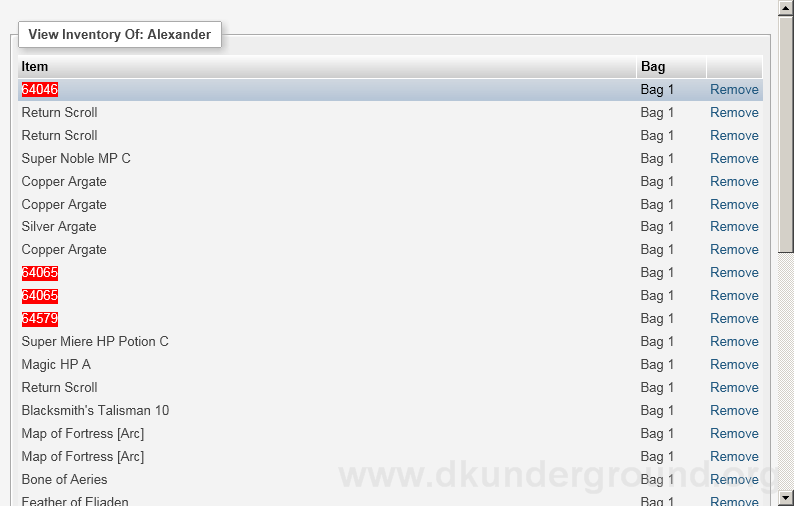 View Inventory Of: Alexander
Item Bag
64046 Bag 1 Remove
Return Scroll Bag 1 Remove
Return Scroll Bag 1 Remove
Super Noble MP C Bag 1 Remove
Copper Argate Bag 1 Remove
Copper Argate Bag 1 Remove
Silver Argate Bag 1 Remove
Copper Argate Bag 1 Remove
64065 Bag 1 Remove
64065 Bag 1 Remove
64579 Bag 1 Remove
Super Miere HP Potion C Bag 1 Remove
Magic HP A Bag 1 Remove
Return Scroll Bag 1 Remove
Blacksmith's Talisman 10 Bag 1 Remove
Map of Fortress [Arc] Bag 1 Remove
Map of Fortress [Arc] Bag 1 Remove
Bone of Aeries Bag 1 Remove
www.dkunderground.org
Feather of Eliaden Bag 1 Remove